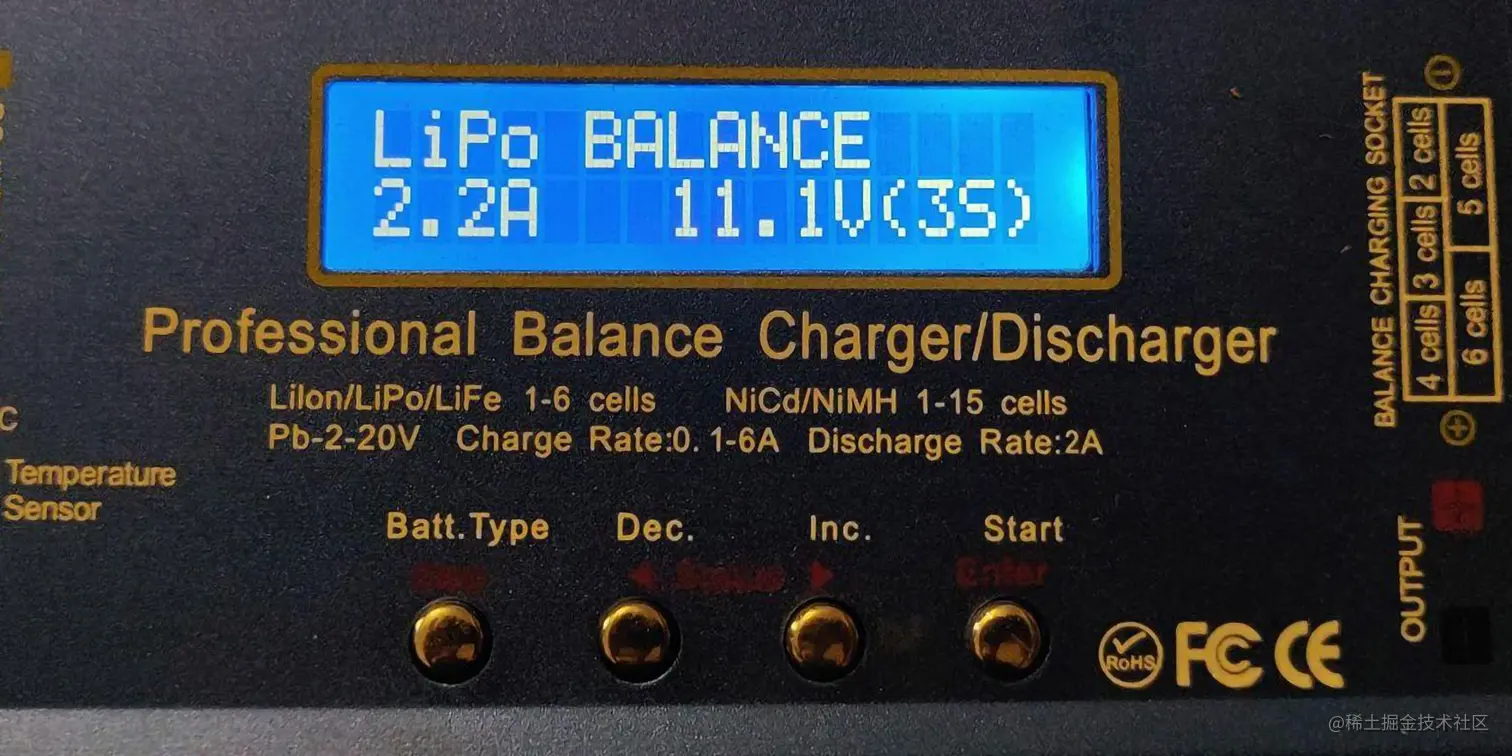 LiPo BALANCE
2.2A 11.1V(3S)
Professional Balance Charger/Discharger
LiIon/LiPo/LiFe 1-6 cells NiCd/NiMH 1-15 cells
Pb-2-20V Charge Rate:0.1-6A Discharge Rate:2A
Temperature
Sensor
Batt.Type Dec. Inc. Start
Stop ◄ Status ► Enter
BALANCE CHARGING SOCKET
4 cells 3 cells 2 cells
6 cells 5 cells
OUTPUT
RoHS FC CE
@稀土掘金技术社区